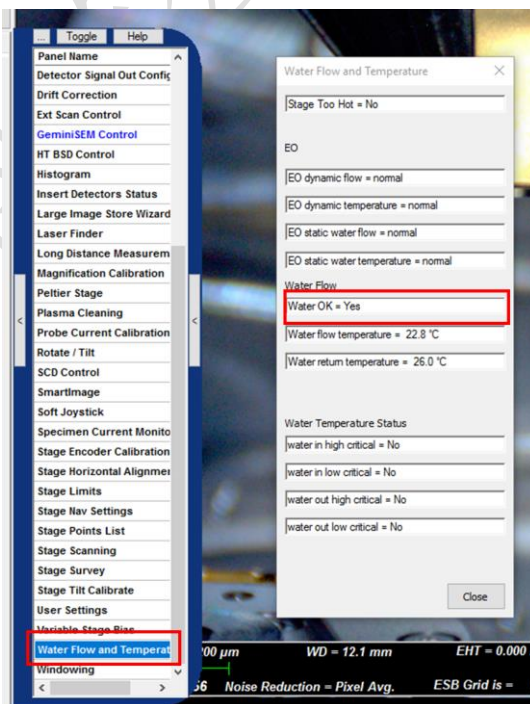 ... Toggle Help
Panel Name
Detector Signal Out Config
Drift Correction
Ext Scan Control
GeminiSEM Control
HT BSD Control
Histogram
Insert Detectors Status
Large Image Store Wizard
Laser Finder
Long Distance Measurem
Magnification Calibration
Peltier Stage
Plasma Cleaning
Probe Current Calibration
Rotate / Tilt
SCD Control
SmartImage
Soft Joystick
Specimen Current Monito
Stage Encoder Calibration
Stage Horizontal Alignmer
Stage Limits
Stage Nav Settings
Stage Points List
Stage Scanning
Stage Survey
Stage Tilt Calibrate
User Settings
Variable Stage Bias
Water Flow and Temperat
Windowing
Water Flow and Temperature
Stage Too Hot = No
EO
EO dynamic flow = normal
EO dynamic temperature = normal
EO static water flow = normal
EO static water temperature = normal
Water Flow
Water OK = Yes
Water flow temperature = 22.8 °C
Water return temperature = 26.0 °C
Water Temperature Status
water in high critical = No
water in low critical = No
water out high critical = No
water out low critical = No
Close
00 µm WD = 12.1 mm EHT = 0.000
56 Noise Reduction = Pixel Avg. ESB Grid is =